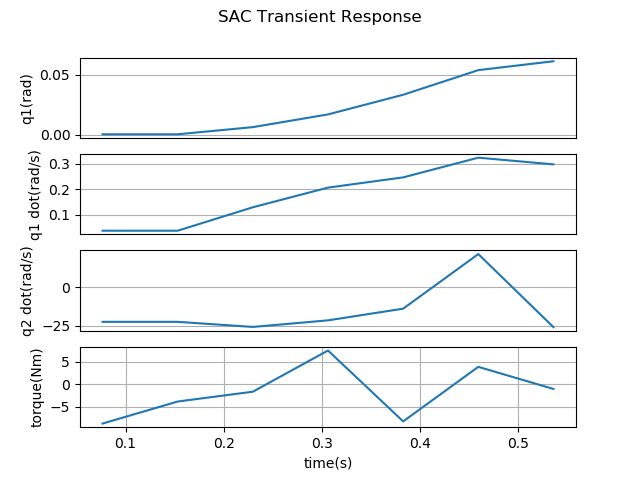 SAC Transient Response
q1(rad)
0.05
0.00
q1 dot(rad/s)
0.3
0.2
0.1
q2 dot(rad/s)
0
−25
torque(Nm)
5
0
−5
0.1 0.2 0.3 0.4 0.5
time(s)